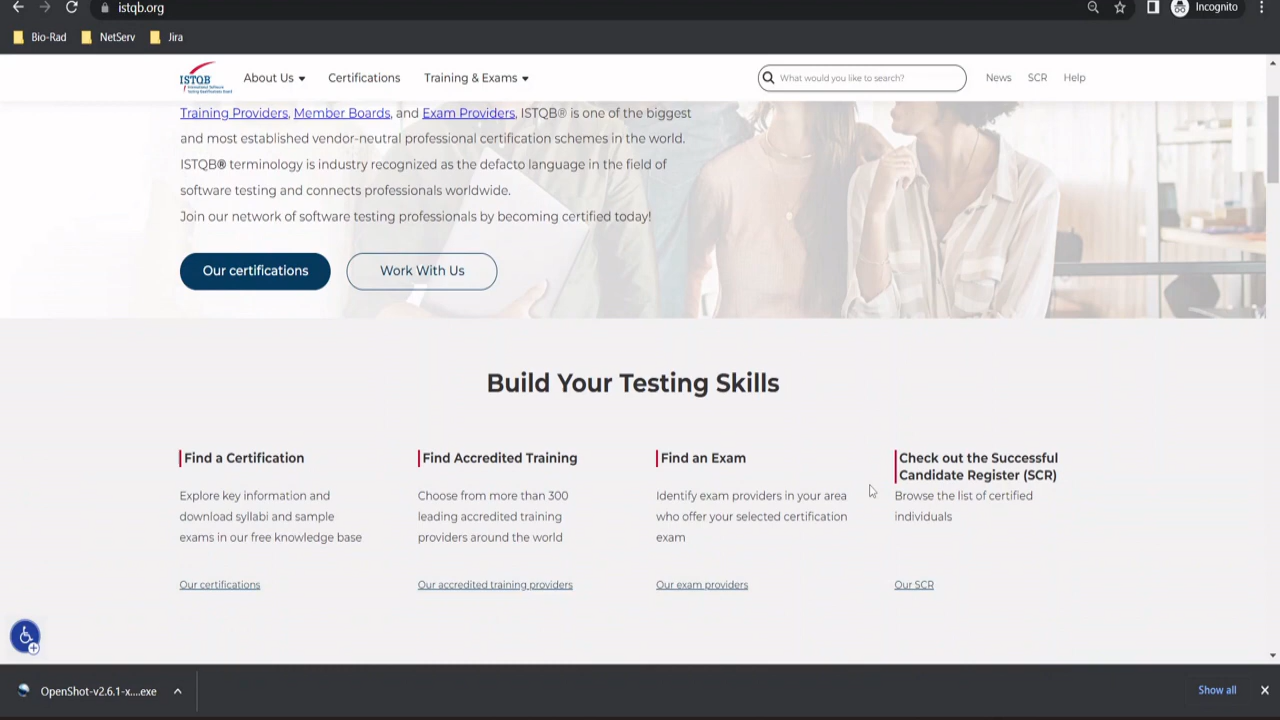 istqb.org
Incognito
Bio-Rad
NetServ
Jira
ISTQB
International Software
Testing Qualifications Board
About Us
Certifications
Training & Exams
What would you like to search?
News
SCR
Help
Training Providers, Member Boards, and Exam Providers, ISTQB® is one of the biggest
and most established vendor-neutral professional certification schemes in the world.
ISTQB® terminology is industry recognized as the defacto language in the field of
software testing and connects professionals worldwide.
Join our network of software testing professionals by becoming certified today!
Our certifications
Work With Us
Build Your Testing Skills
Find a Certification
Explore key information and
download syllabi and sample
exams in our free knowledge base
Our certifications
Find Accredited Training
Choose from more than 300
leading accredited training
providers around the world
Our accredited training providers
Find an Exam
Identify exam providers in your area
who offer your selected certification
exam
Our exam providers
Check out the Successful
Candidate Register (SCR)
Browse the list of certified
individuals
Our SCR
OpenShot-v2.6.1-x....exe
Show all